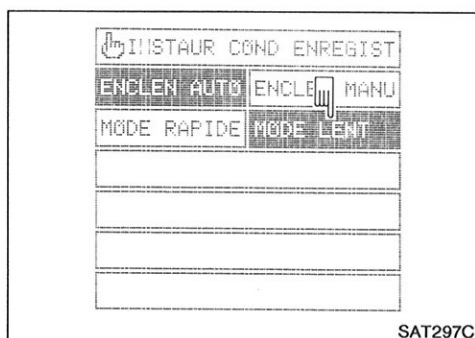 INSTAUR COND ENREGIST
ENCLEN AUTO MANU
MODE RAPIDE MODE LENT
SAT297C